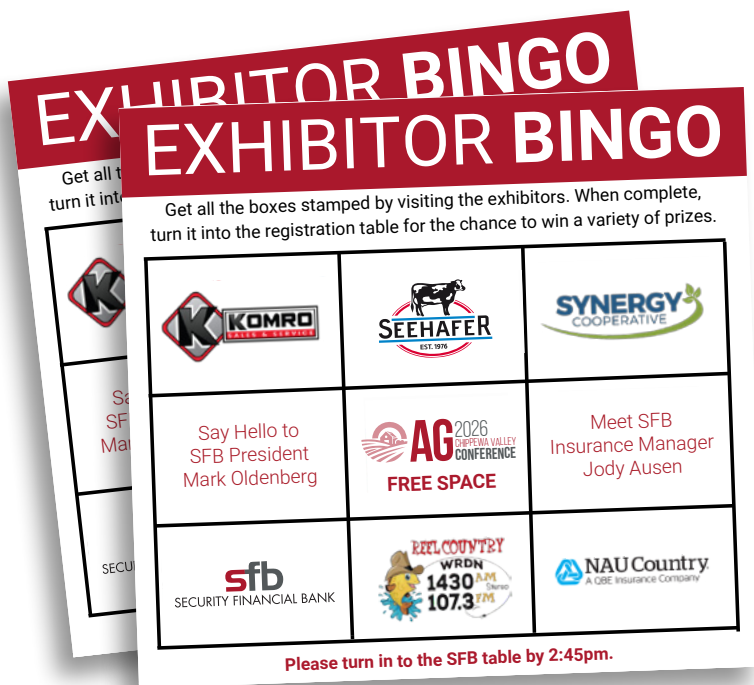 EXHIBITOR BINGO
Get all t
turn it into
EXHIBITOR BINGO
Get all the boxes stamped by visiting the exhibitors. When complete,
turn it into the registration table for the chance to win a variety of prizes.
K KOMRO
SALES & SERVICE
SEEHAFER
EST. 1976
SYNERGY
COOPERATIVE
K
Sa
SF
Mar
Say Hello to
SFB President
Mark Oldenberg
AG 2026
CHIPPEWA VALLEY
CONFERENCE
FREE SPACE
Meet SFB
Insurance Manager
Jody Ausen
SECU
sfb
SECURITY FINANCIAL BANK
REEL COUNTRY
WRDN
1430 AM
107.3 FM
NAU Country
A QBE Insurance Company
Please turn in to the SFB table by 2:45pm.